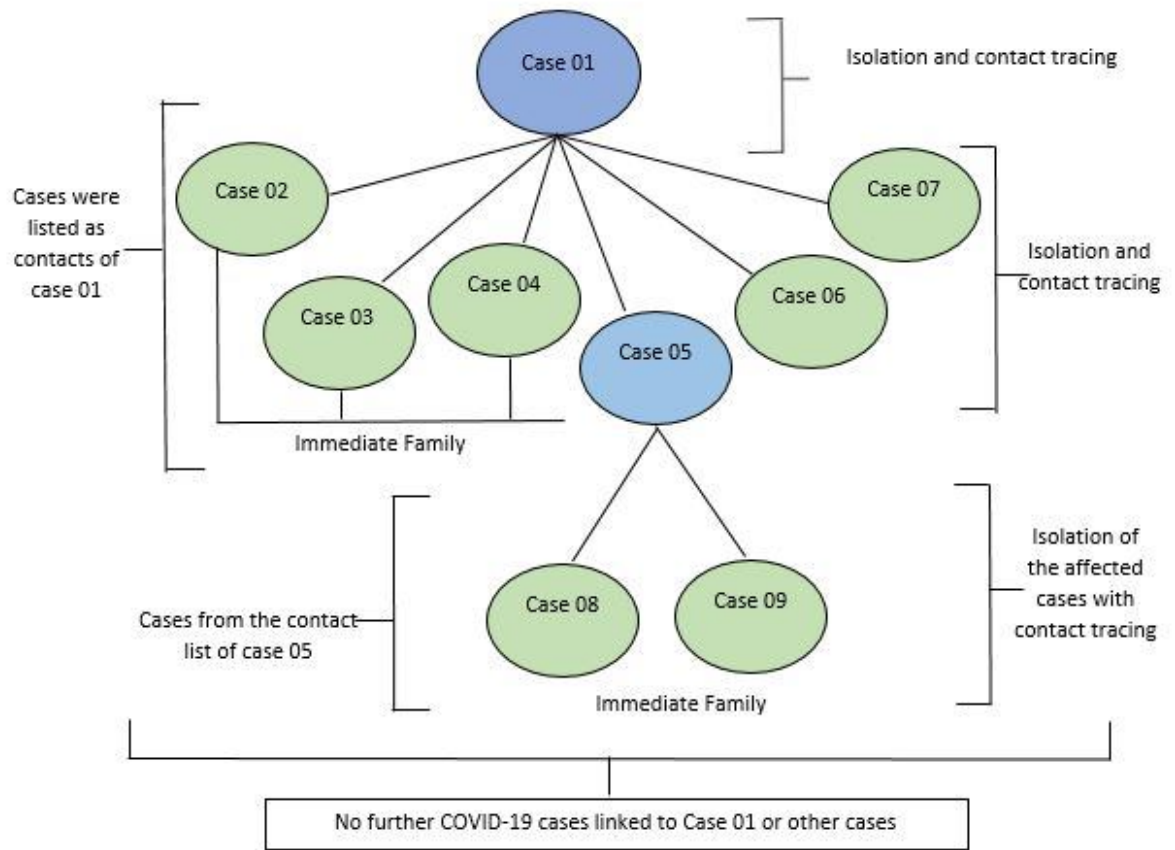 Case 01
Isolation and contact tracing
Case 02
Case 07
Cases were
listed as
contacts of
case 01
Case 03
Case 04
Case 05
Case 06
Isolation and
contact tracing
Immediate Family
Cases from the contact
list of case 05
Case 08
Case 09
Isolation of
the affected
cases with
contact tracing
Immediate Family
No further COVID-19 cases linked to Case 01 or other cases